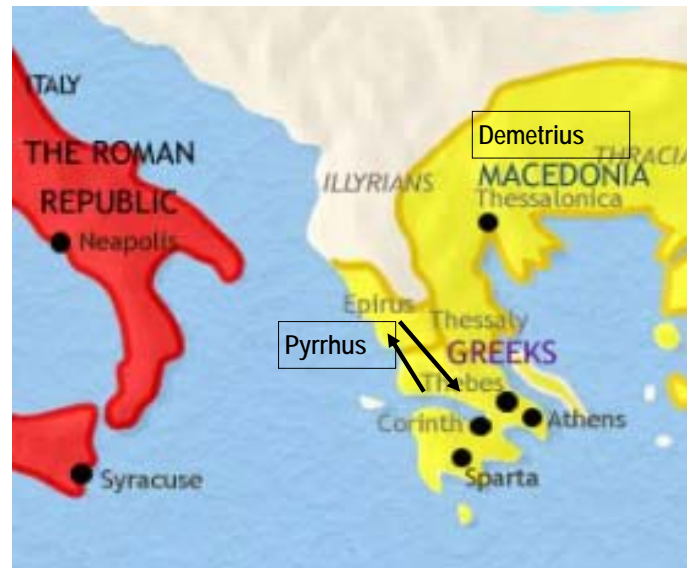 ITALY
THE ROMAN
REPUBLIC
Neapolis
Syracuse
ILLYRIANS
Demetrius
THRACIA
MACEDONIA
Thessalonica
Epirus
Thessaly
Pyrrhus
GREEKS
Thebes
Corinth
Athens
Sparta